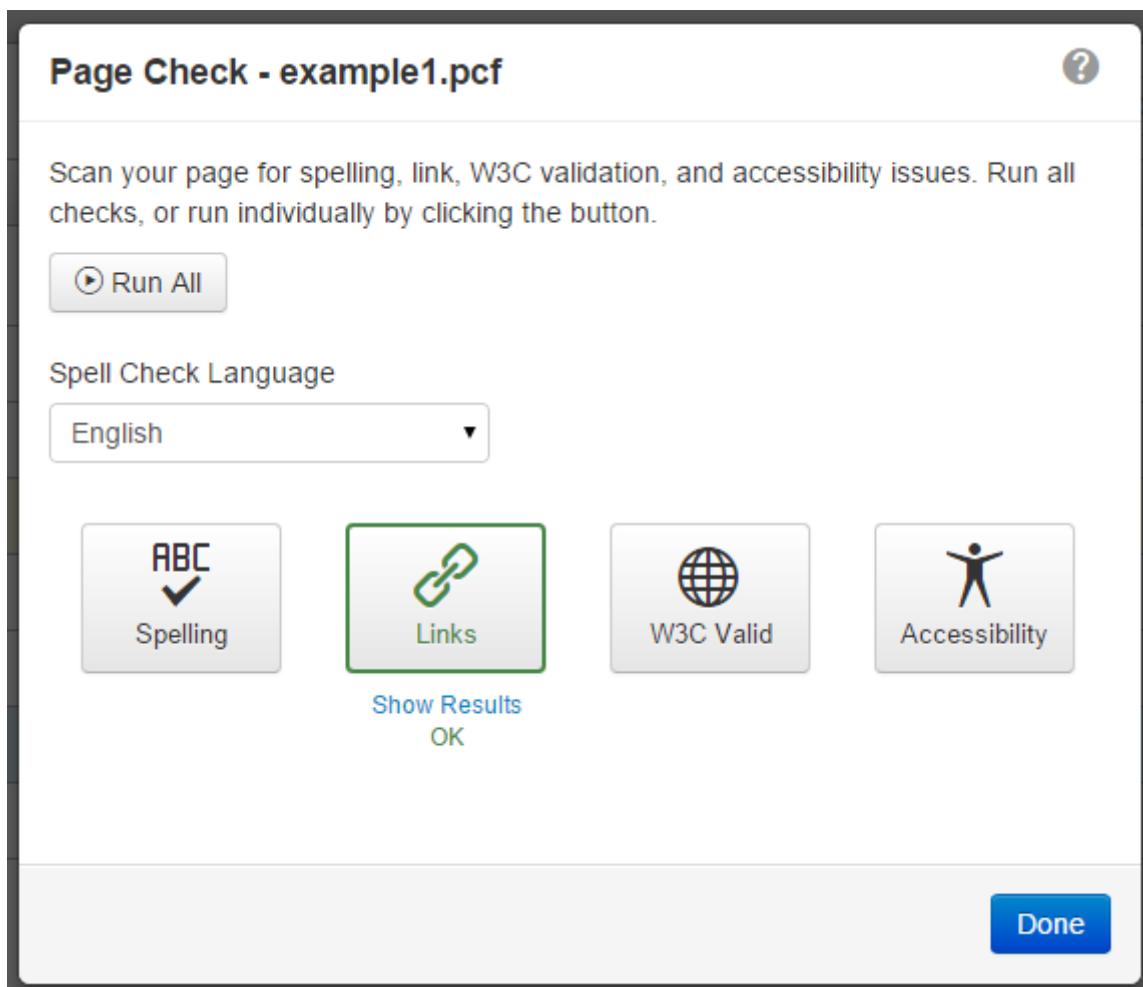 Page Check - example1.pcf
?
Scan your page for spelling, link, W3C validation, and accessibility issues. Run all
checks, or run individually by clicking the button.
Run All
Spell Check Language
English
ABC
Spelling
Links
W3C Valid
Accessibility
Show Results
OK
Done